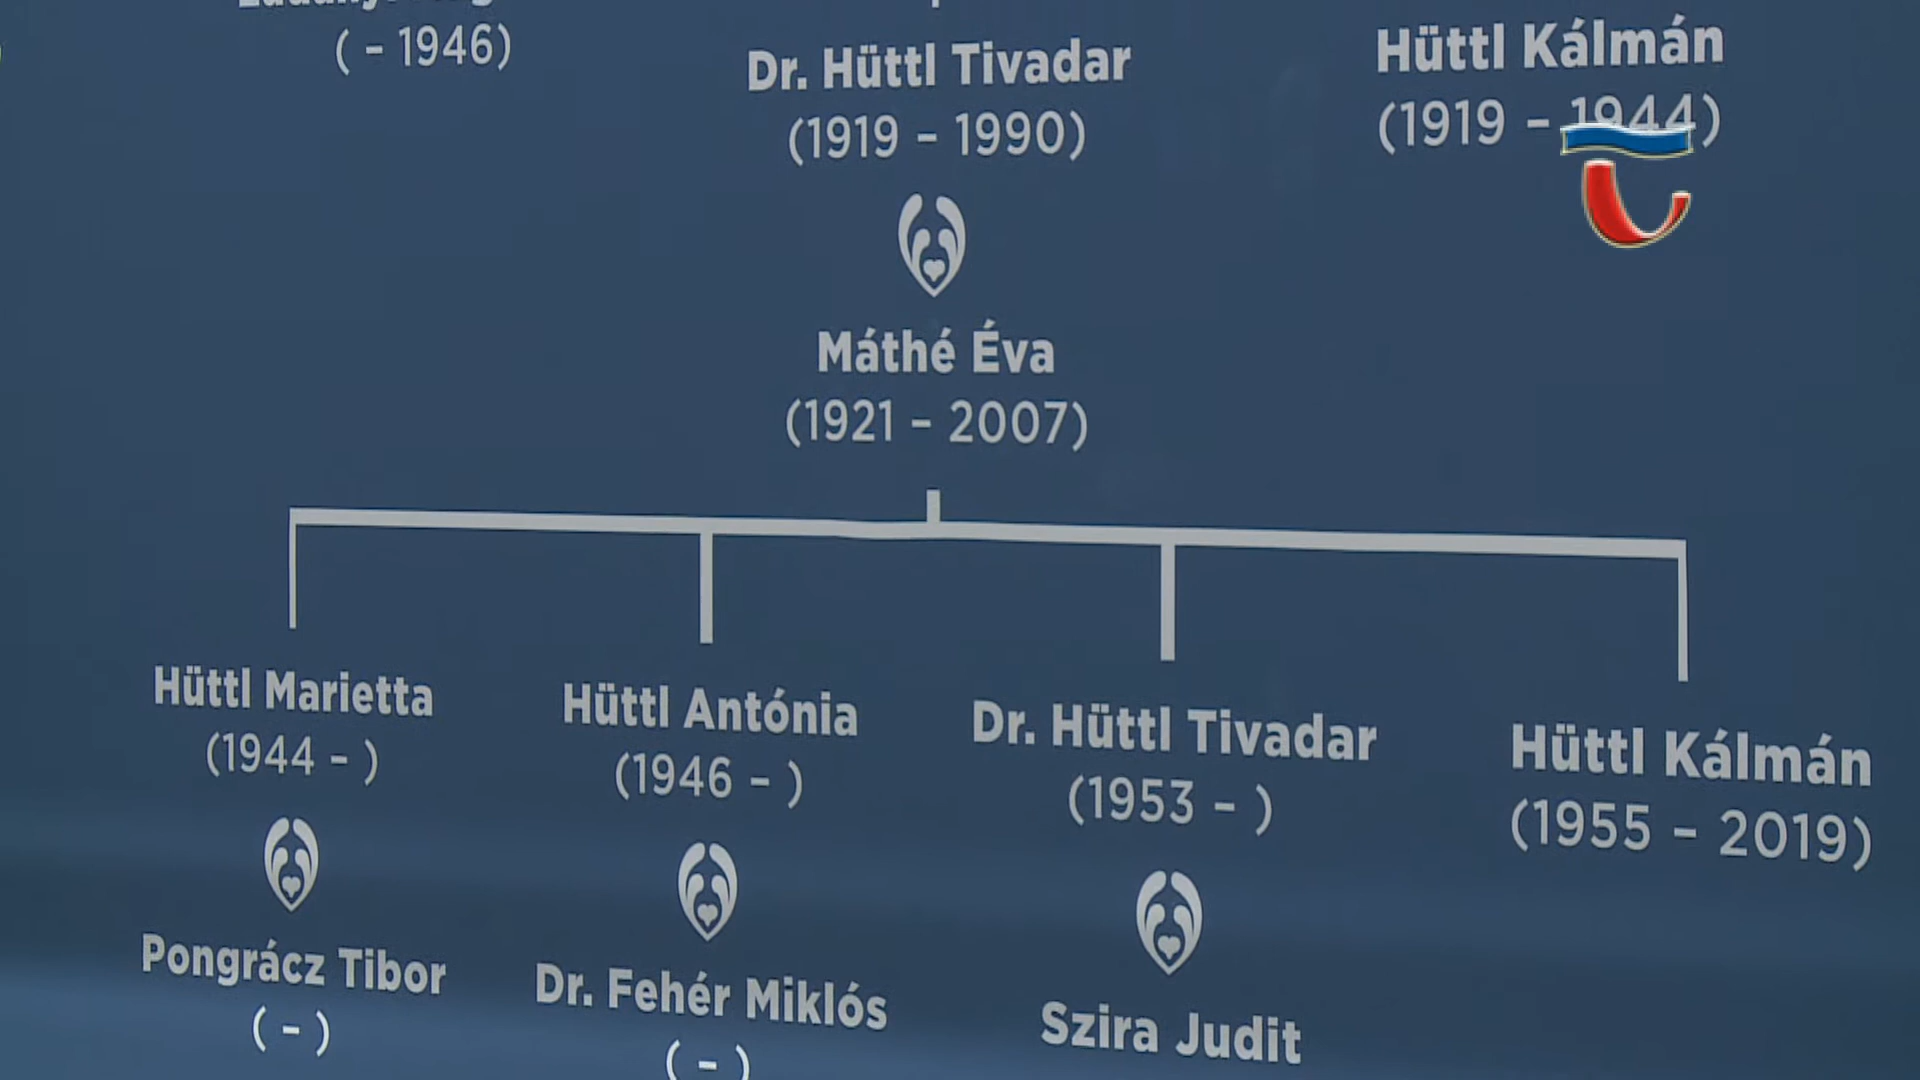 ( - 1946)
Dr. Hüttl Tivadar
(1919 - 1990)
Hüttl Kálmán
(1919 - 1944)
Máthé Éva
(1921 - 2007)
Hüttl Marietta
(1944 - )
Hüttl Antónia
(1946 - )
Dr. Hüttl Tivadar
(1953 - )
Hüttl Kálmán
(1955 - 2019)
Pongrácz Tibor
( - )
Dr. Fehér Miklós
( - )
Szira Judit